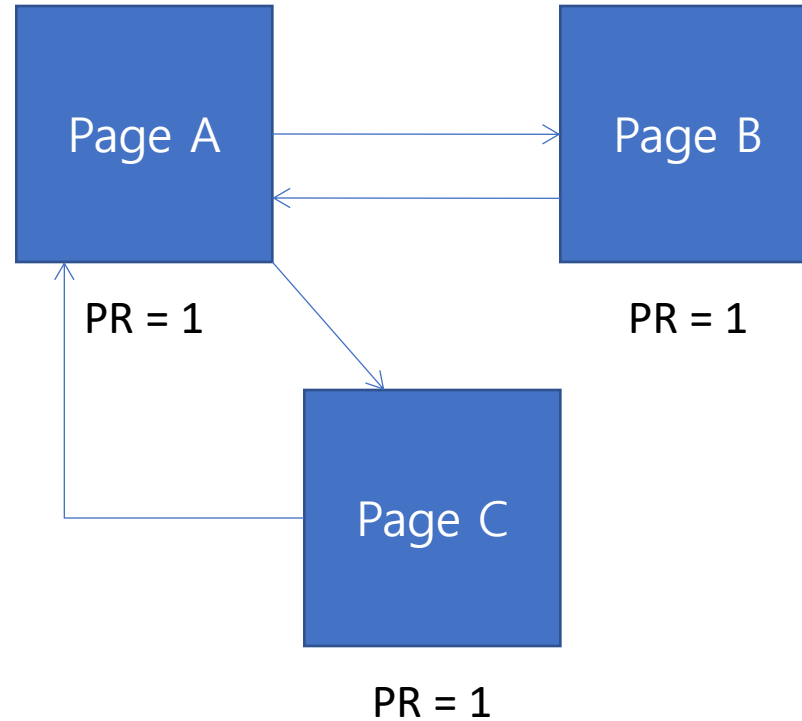 Page A
Page B
PR = 1
PR = 1
Page C
PR = 1